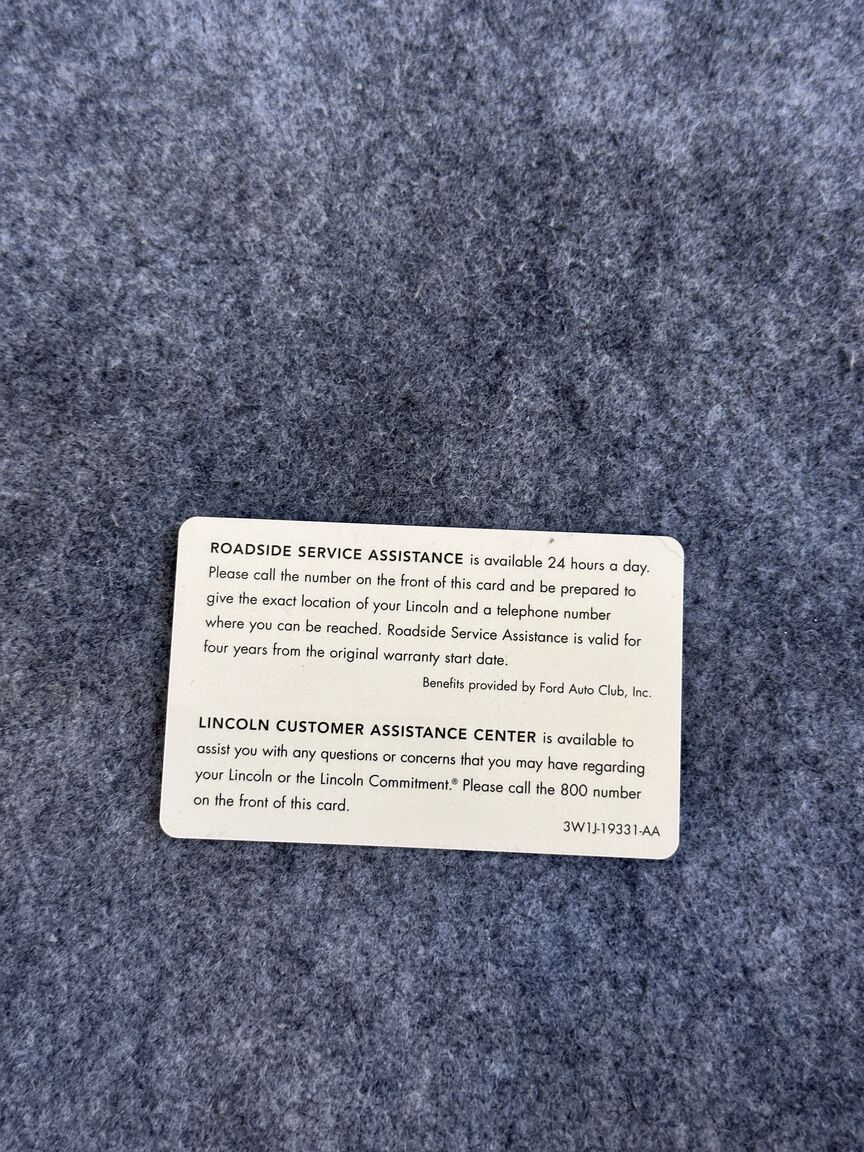 ROADSIDE SERVICE ASSISTANCE is available 24 hours a day.
Please call the number on the front of this card and be prepared to
give the exact location of your Lincoln and a telephone number
where you can be reached. Roadside Service Assistance is valid for
four years from the original warranty start date.
Benefits provided by Ford Auto Club, Inc.
LINCOLN CUSTOMER ASSISTANCE CENTER is available to
assist you with any questions or concerns that you may have regarding
your Lincoln or the Lincoln Commitment.® Please call the 800 number
on the front of this card.
3W1J-19331-AA